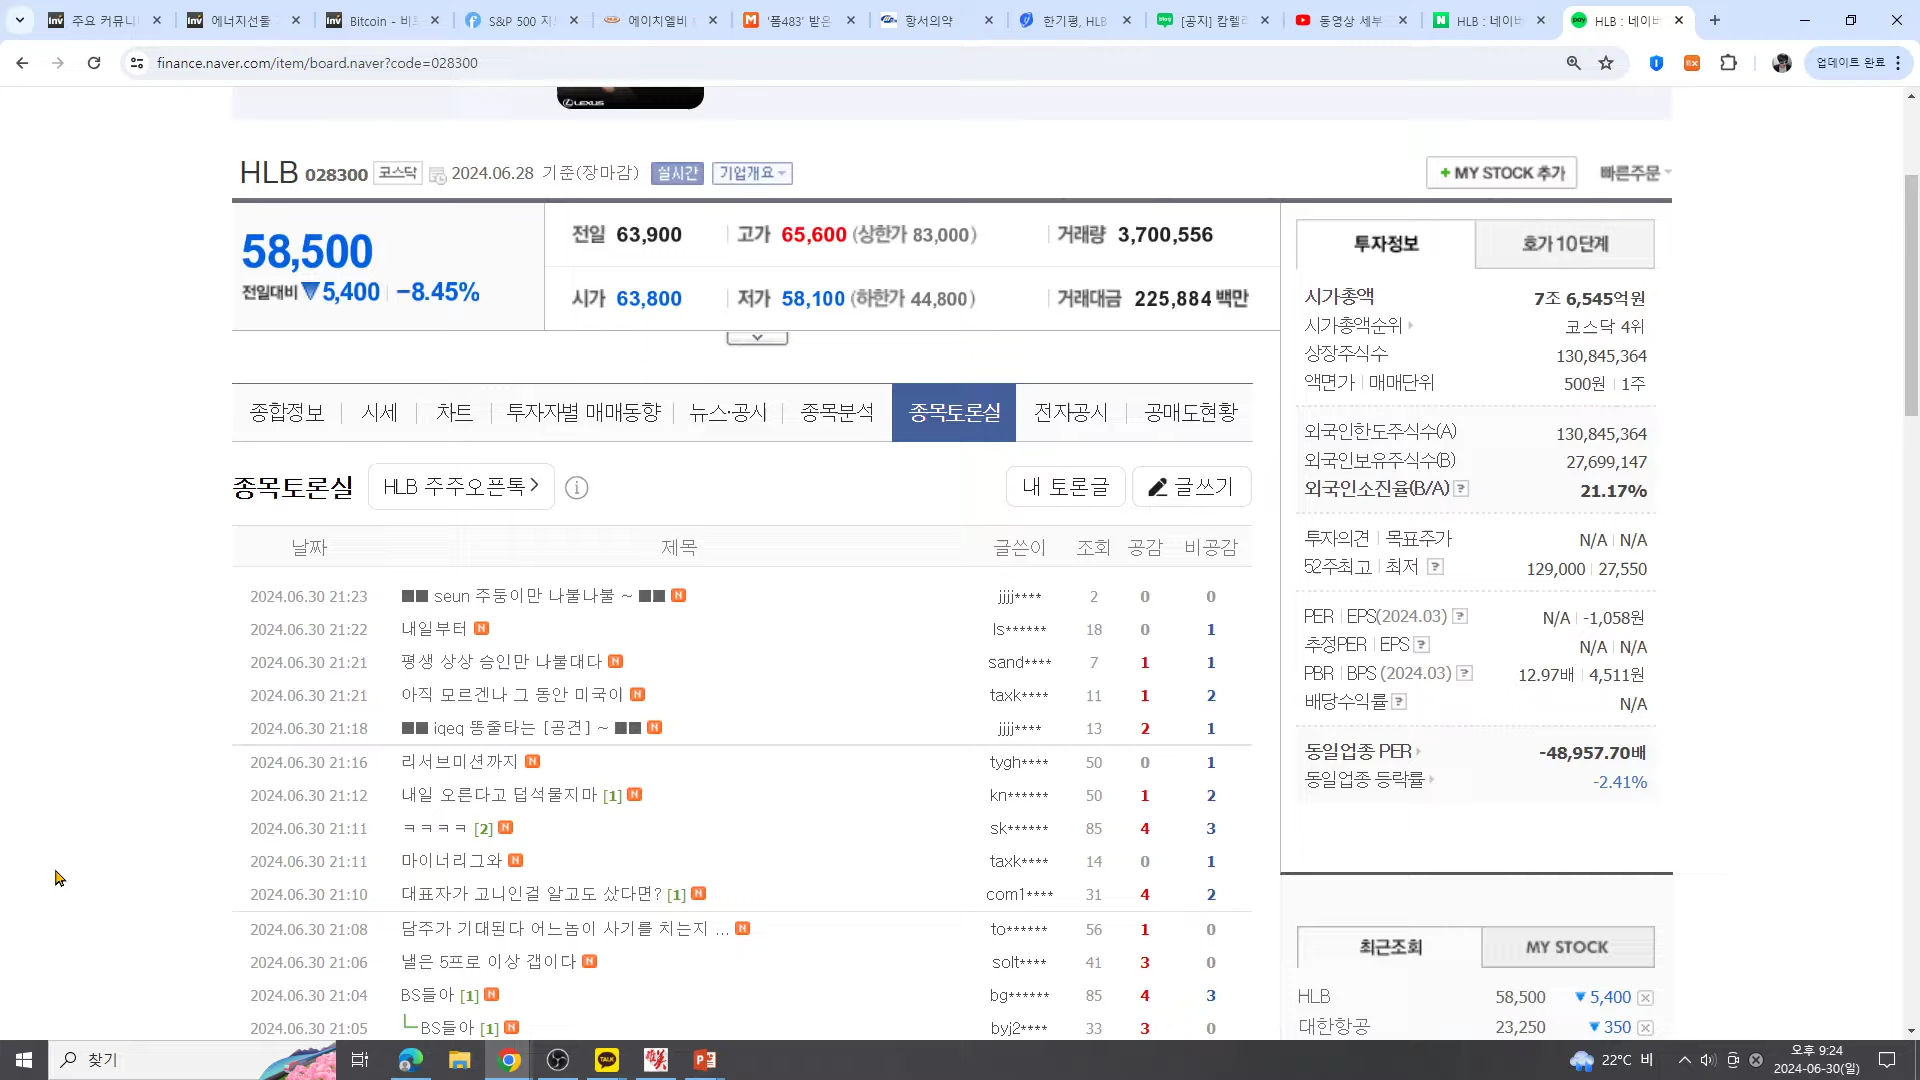 주요 커뮤니
에너지선물
Bitcoin - 비트
S&P 500 지
에이치엘비
'폼483' 받은
항서의약
한기평, HLB
[공지] 캄렐리
동영상 세부
HLB : 네이버
HLB : 네이버
finance.naver.com/item/board.naver?code=028300
업데이트 완료
LEXUS
HLB 028300 코스닥 2024.06.28 기준(장마감) 실시간 기업개요
+ MY STOCK 추가 빠른주문
58,500
전일대비 ▼5,400 -8.45%
전일 63,900 고가 65,600 (상한가 83,000) 거래량 3,700,556
시가 63,800 저가 58,100 (하한가 44,800) 거래대금 225,884 백만
종합정보 시세 차트 투자자별 매매동향 뉴스·공시 종목분석 종목토론실 전자공시 공매도현황
종목토론실 HLB 주주오픈톡 내 토론글 글쓰기
날짜 제목 글쓴이 조회 공감 비공감
2024.06.30 21:23 ■■ seun 주둥이만 나불나불 ~ ■■ N jjjj**** 2 0 0
2024.06.30 21:22 내일부터 N ls****** 18 0 1
2024.06.30 21:21 평생 상상 승인만 나불대다 N sand**** 7 1 1
2024.06.30 21:21 아직 모르겐나 그 동안 미국이 N taxk**** 11 1 2
2024.06.30 21:18 ■■ iqeq 똥줄타는 [공견] ~ ■■ N jjjj**** 13 2 1
2024.06.30 21:16 리서브미션까지 N tygh**** 50 0 1
2024.06.30 21:12 내일 오른다고 덥석물지마 [1] N kn****** 50 1 2
2024.06.30 21:11 ㅋㅋㅋㅋ [2] N sk****** 85 4 3
2024.06.30 21:11 마이너리그와 N taxk**** 14 0 1
2024.06.30 21:10 대표자가 고니인걸 알고도 샀다면? [1] N com1**** 31 4 2
2024.06.30 21:08 담주가 기대된다 어느놈이 사기를 치는지 ... N to****** 56 1 0
2024.06.30 21:06 낼은 5프로 이상 갭이다 N solt**** 41 3 0
2024.06.30 21:04 BS들아 [1] N bg****** 85 4 3
2024.06.30 21:05 BS들아 [1] N byj2**** 33 3 0
투자정보 호가 10단계
시가총액 7조 6,545억원
시가총액순위 코스닥 4위
상장주식수 130,845,364
액면가 매매단위 500원 1주
외국인한도주식수(A) 130,845,364
외국인보유주식수(B) 27,699,147
외국인소진율(B/A) ? 21.17%
투자의견 목표주가 N/A N/A
52주최고 최저 ? 129,000 27,550
PER EPS(2024.03) ? N/A -1,058원
추정PER EPS ? N/A N/A
PBR BPS (2024.03) ? 12.97배 4,511원
배당수익률 ? N/A
동일업종 PER -48,957.70배
동일업종 등락률 -2.41%
최근조회 MY STOCK
HLB 58,500 ▼5,400
대한항공 23,250 ▼350
찾기
TALK
22°C 비
오후 9:24
2024-06-30(일)